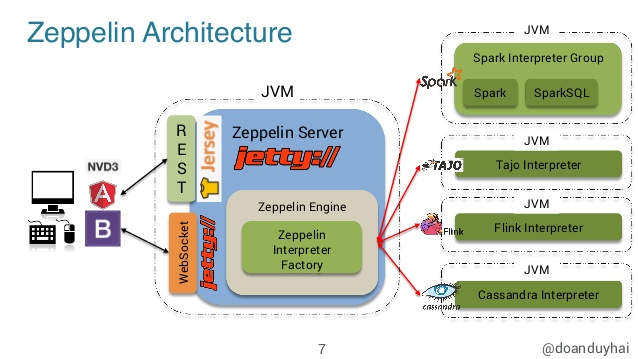 Zeppelin Architecture
JVM
JVM
Spark Interpreter Group
Spark
Spark
SparkSQL
REST
Jersey
Zeppelin Server
jetty://
NVD3
A
B
WebSocket
jetty://
Zeppelin Engine
Zeppelin
Interpreter
Factory
JVM
TAJO
Tajo Interpreter
JVM
Flink
Flink Interpreter
JVM
cassandra
Cassandra Interpreter
7
@doanduyhai